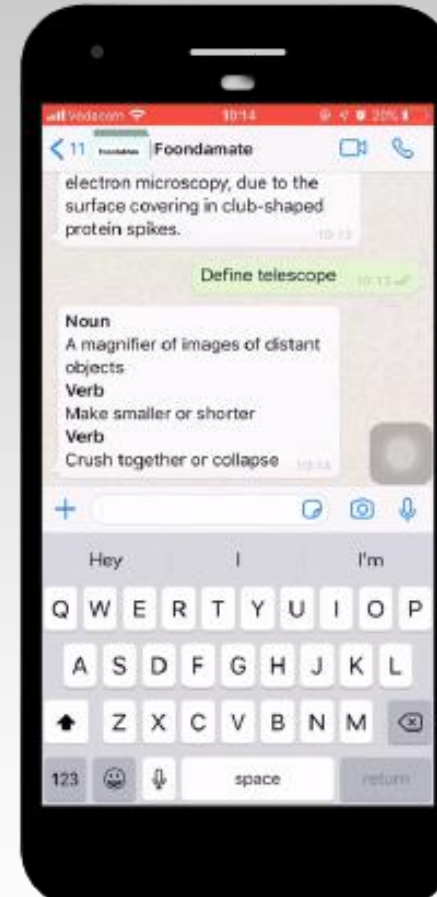 Vodacom 10:14 20%
11 Foondamate
electron microscopy, due to the
surface covering in club-shaped
protein spikes.
10:13
Define telescope
10:13
Noun
A magnifier of images of distant
objects
Verb
Make smaller or shorter
Verb
Crush together or collapse
10:14
Hey I I'm
Q W E R T Y U I O P
A S D F G H J K L
Z X C V B N M
123 space return